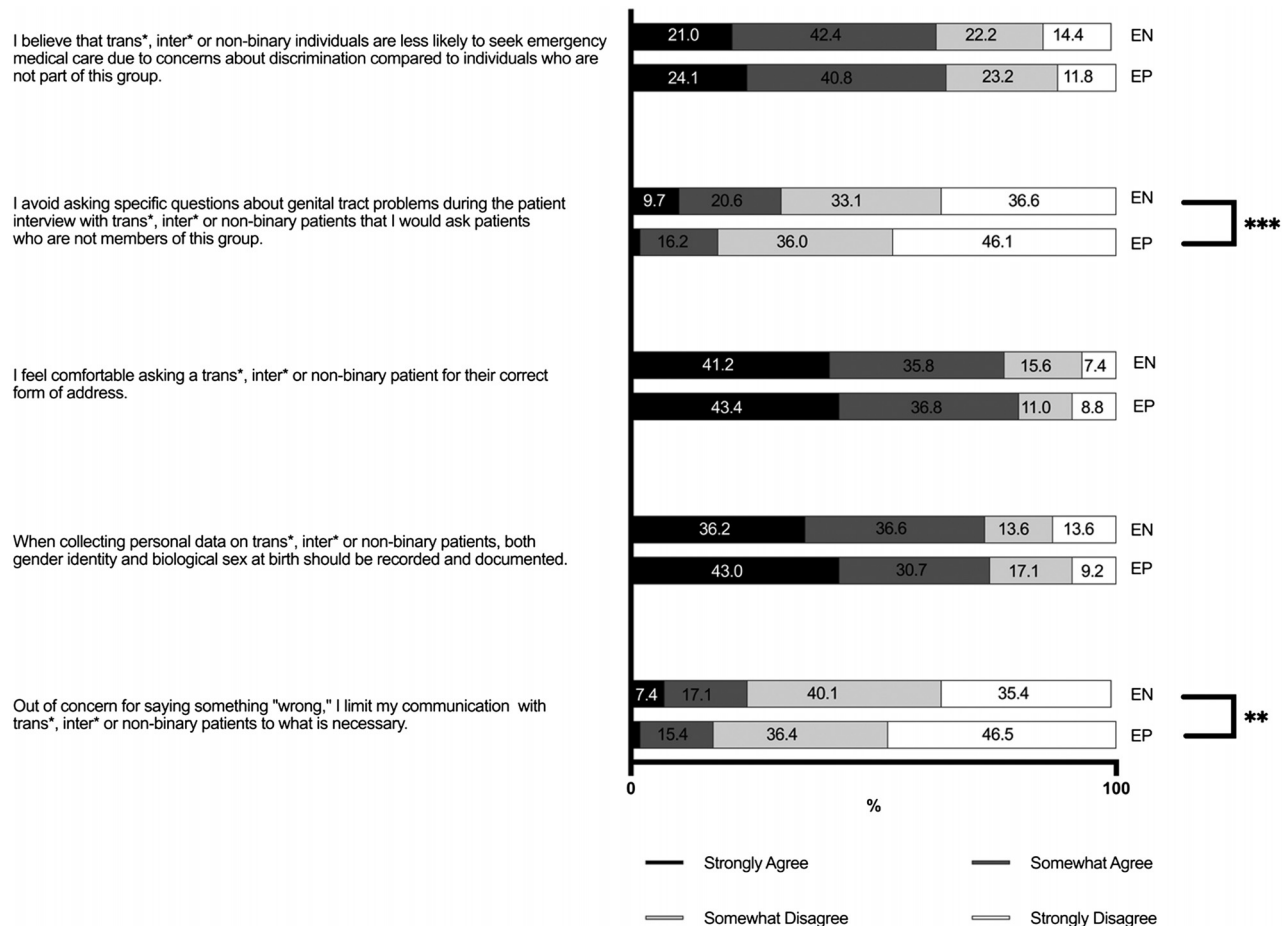 I believe that trans*, inter* or non-binary individuals are less likely to seek emergency
medical care due to concerns about discrimination compared to individuals who are
not part of this group.
21.0 42.4 22.2 14.4 EN
24.1 40.8 23.2 11.8 EP
I avoid asking specific questions about genital tract problems during the patient
interview with trans*, inter* or non-binary patients that I would ask patients
who are not members of this group.
9.7 20.6 33.1 36.6 EN
***
16.2 36.0 46.1 EP
I feel comfortable asking a trans*, inter* or non-binary patient for their correct
form of address.
41.2 35.8 15.6 7.4 EN
43.4 36.8 11.0 8.8 EP
When collecting personal data on trans*, inter* or non-binary patients, both
gender identity and biological sex at birth should be recorded and documented.
36.2 36.6 13.6 13.6 EN
43.0 30.7 17.1 9.2 EP
Out of concern for saying something "wrong," I limit my communication with
trans*, inter* or non-binary patients to what is necessary.
7.4 17.1 40.1 35.4 EN
**
15.4 36.4 46.5 EP
0 100
%
Strongly Agree Somewhat Agree
Somewhat Disagree Strongly Disagree